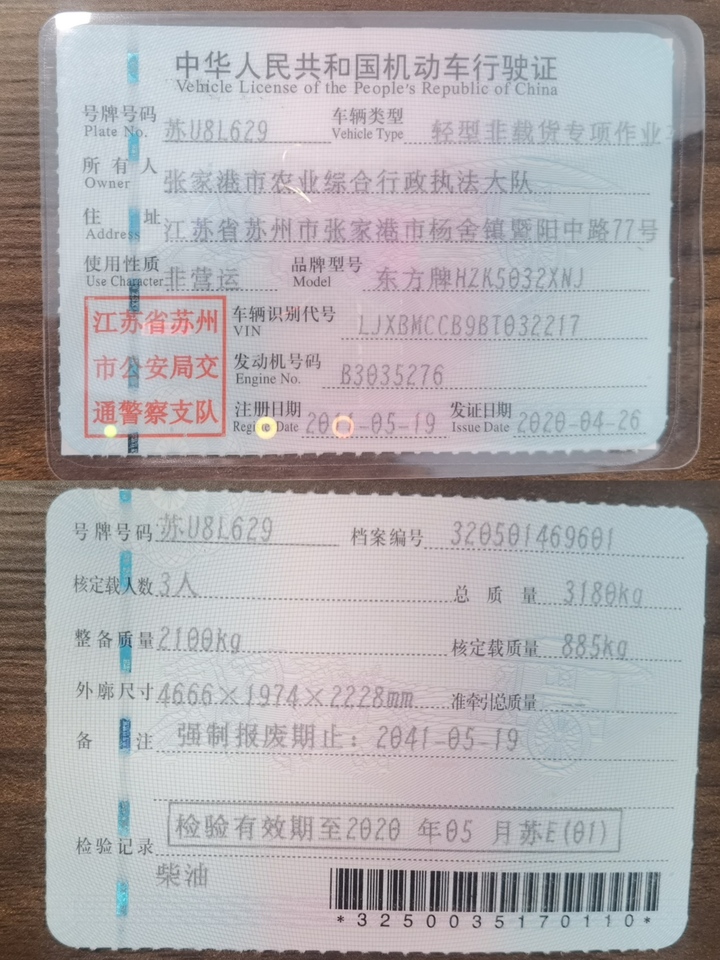 中华人民共和国机动车行驶证
Vehicle License of the People's Republic of China
号牌号码 苏U8L629 车辆类型 轻型非载货专项作业
Plate No. Vehicle Type
所有人 张家港市农业综合行政执法大队
Owner
住址 江苏省苏州市张家港市杨舍镇暨阳中路77号
Address
使用性质 非营运 品牌型号 东方牌HZK5032XNJ
Use Character Model
江苏省苏州
市公安局交
通警察支队
车辆识别代号 LJXBMCCB9BT032217
VIN
发动机号码 B3035276
Engine No.
注册日期 2011-05-19 发证日期 2020-04-26
Register Date Issue Date
号牌号码 苏U8L629 档案编号 320501469601
核定载人数 3人 总质量 3180kg
整备质量 2100kg 核定载质量 885kg
外廓尺寸 4666×1974×2228mm 准牵引总质量 --
备注 强制报废期止：2041-05-19
检验记录 检验有效期至2020 年05 月苏E(01)
柴油
*3250035170110*